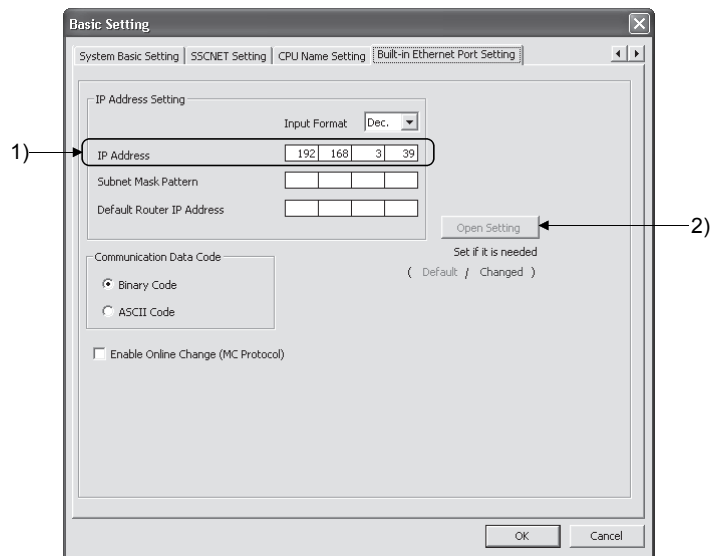 Basic Setting
System Basic Setting SSCNET Setting CPU Name Setting Built-in Ethernet Port Setting
IP Address Setting
Input Format Dec.
1)
IP Address 192 168 3 39
Subnet Mask Pattern
Default Router IP Address
Open Setting
2)
Set if it is needed
( Default / Changed )
Communication Data Code
Binary Code
ASCII Code
Enable Online Change (MC Protocol)
OK Cancel